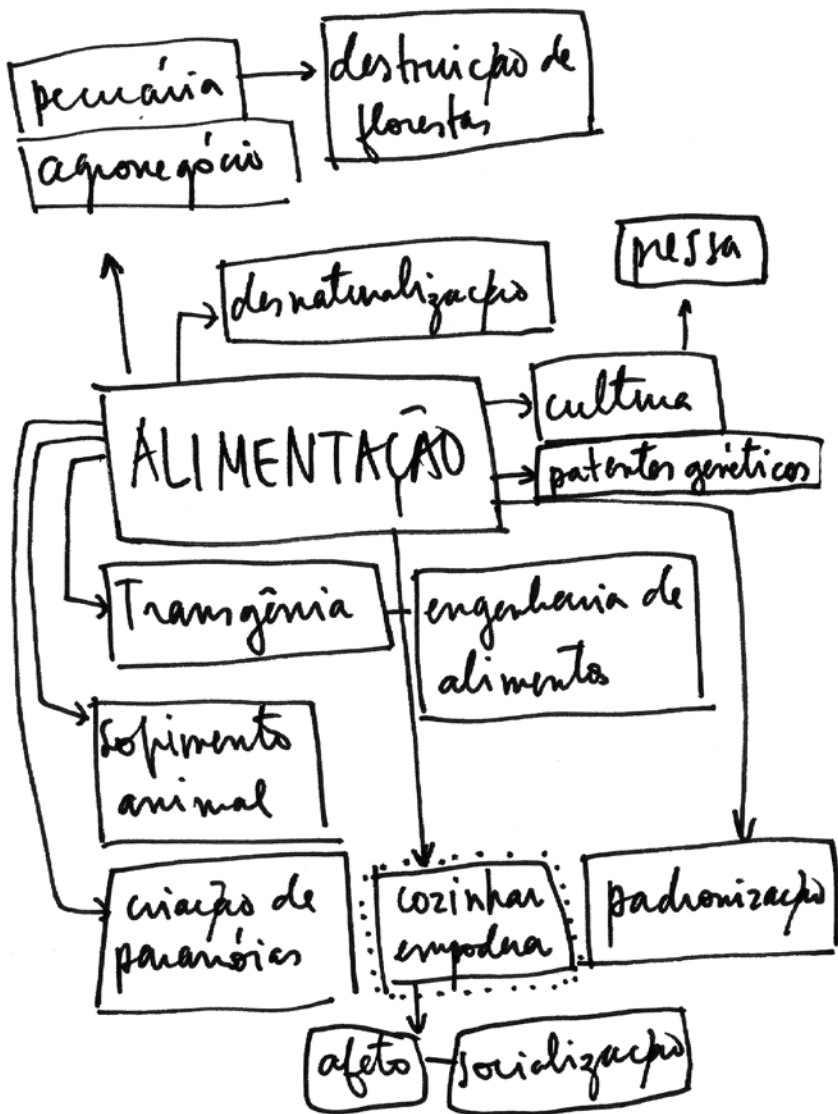 pecuária
agronegócio
destruição de
florestas
pressa
desnaturalização
cultura
ALIMENTAÇÃO
patentes genéticos
Transgênia
engenharia de
alimentos
sofrimento
animal
criação de
paranóias
cozinhar
empodera
padronização
afeto
socialização